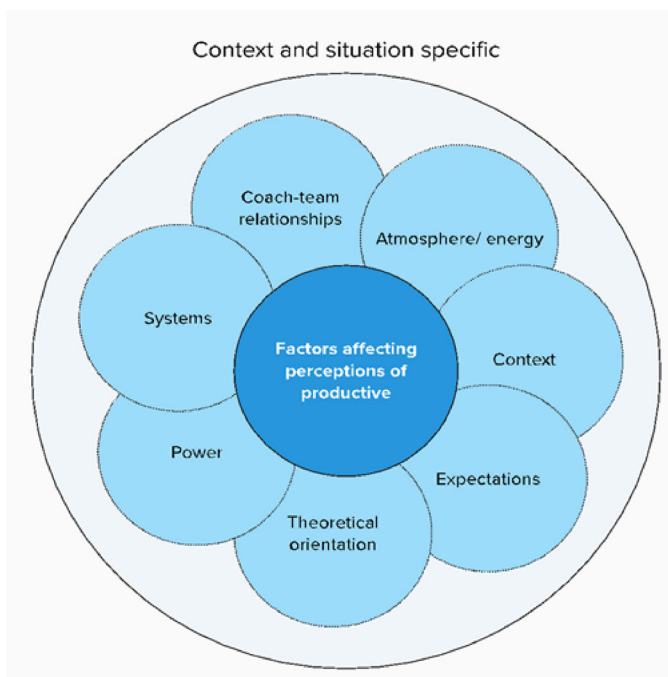 Context and situation specific
Coach-team
relationships
Atmosphere/ energy
Systems
Factors affecting
perceptions of
productive
Context
Power
Expectations
Theoretical
orientation